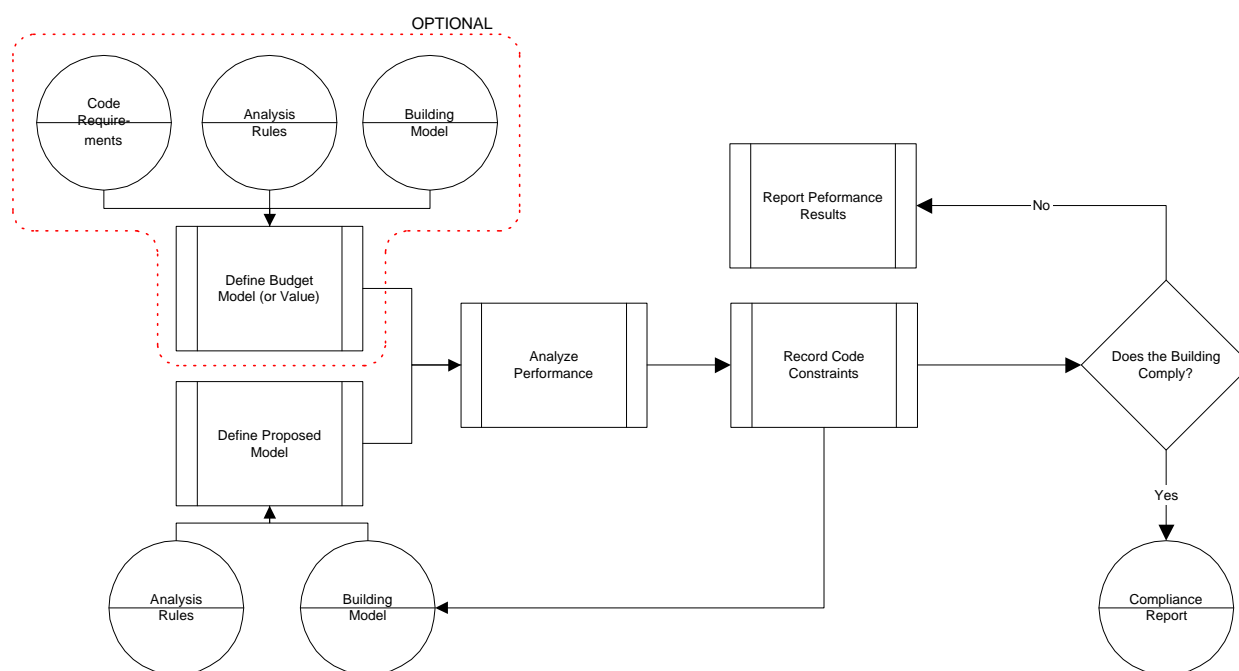 OPTIONAL
Code
Require-
ments
Analysis
Rules
Building
Model
Report Peformance
Results
No
Define Budget
Model (or Value)
Analyze
Performance
Record Code
Constraints
Does the Building
Comply?
Define Proposed
Model
Yes
Analysis
Rules
Building
Model
Compliance
Report